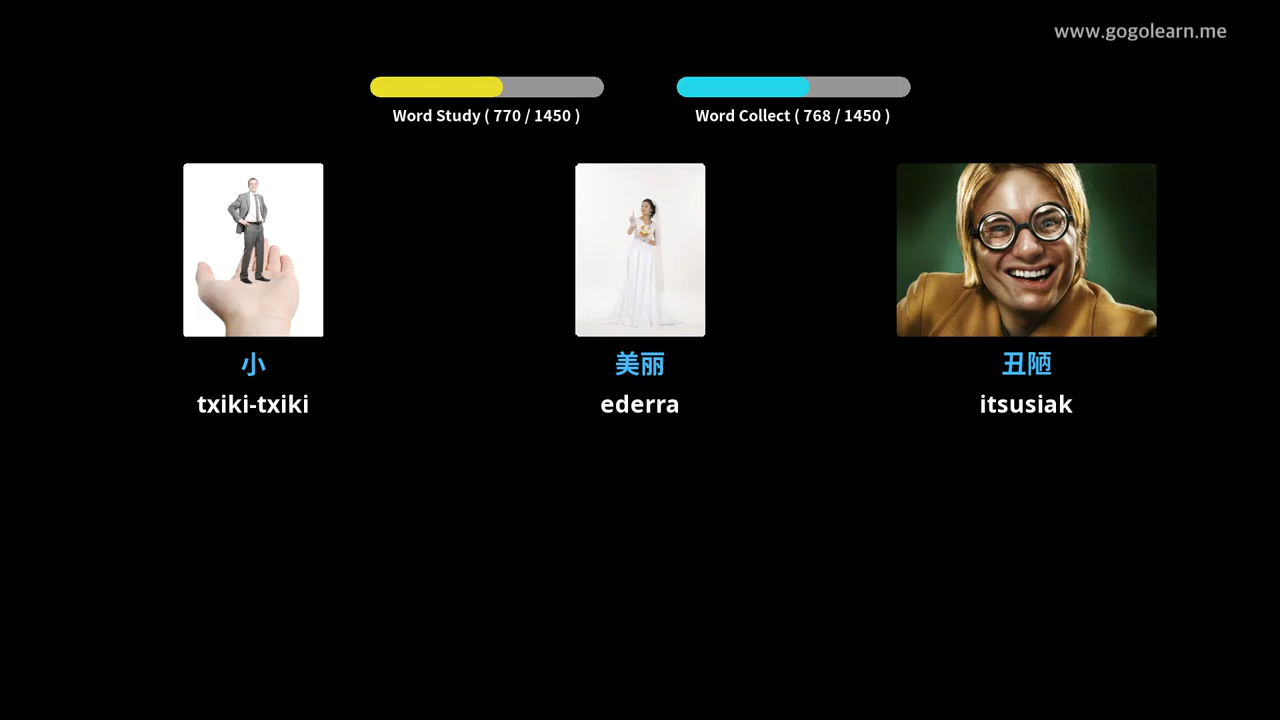 www.gogolearn.me
Word Study ( 770 / 1450 )
Word Collect ( 768 / 1450 )
小
美丽
丑陋
txiki-txiki
ederra
itsusiak